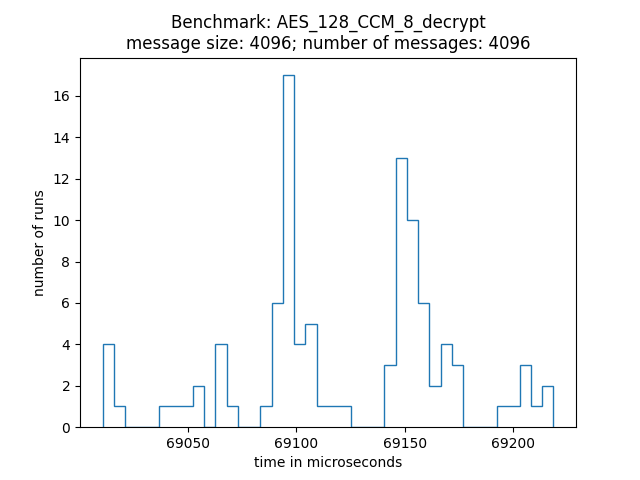 Benchmark: AES_128_CCM_8_decrypt
message size: 4096; number of messages: 4096
number of runs
16
14
12
10
8
6
4
2
0
69050 69100 69150 69200
time in microseconds